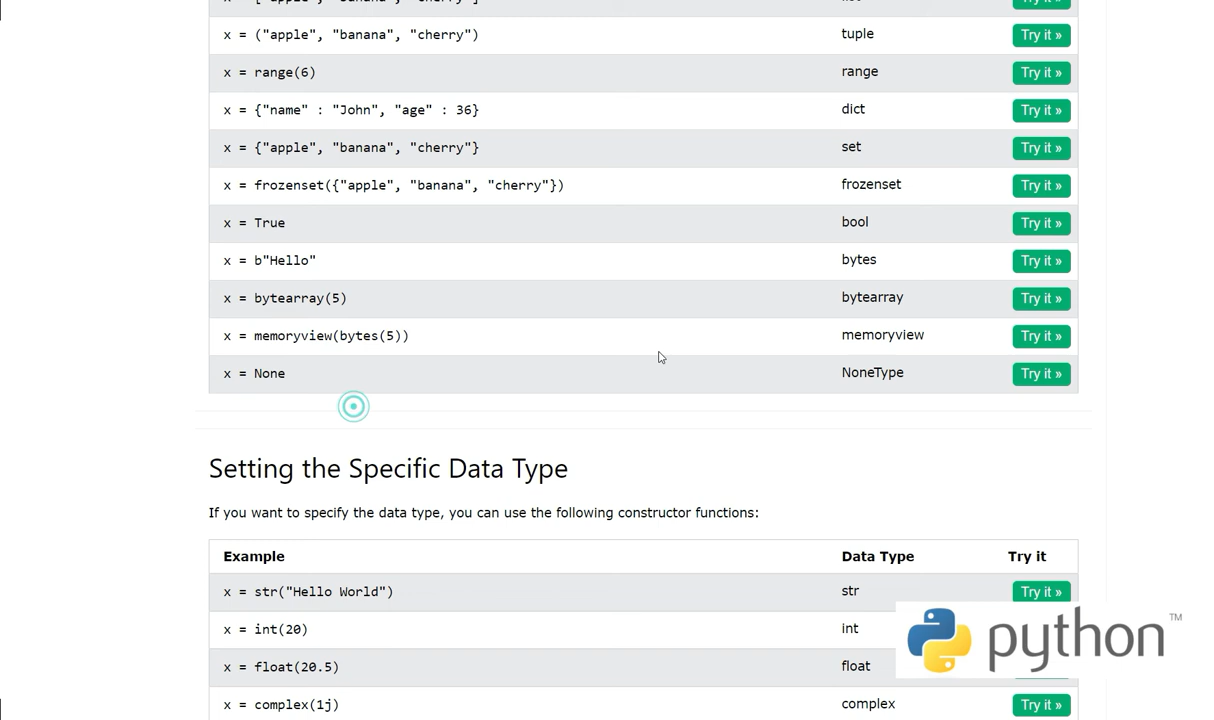 list
Try it »
x = ("apple", "banana", "cherry") tuple Try it »
x = range(6) range Try it »
x = {"name" : "John", "age" : 36} dict Try it »
x = {"apple", "banana", "cherry"} set Try it »
x = frozenset({"apple", "banana", "cherry"}) frozenset Try it »
x = True bool Try it »
x = b"Hello" bytes Try it »
x = bytearray(5) bytearray Try it »
x = memoryview(bytes(5)) memoryview Try it »
x = None NoneType Try it »
Setting the Specific Data Type
If you want to specify the data type, you can use the following constructor functions:
Example Data Type Try it
x = str("Hello World") str Try it »
x = int(20) int
x = float(20.5) float
python™
x = complex(1j) complex Try it »